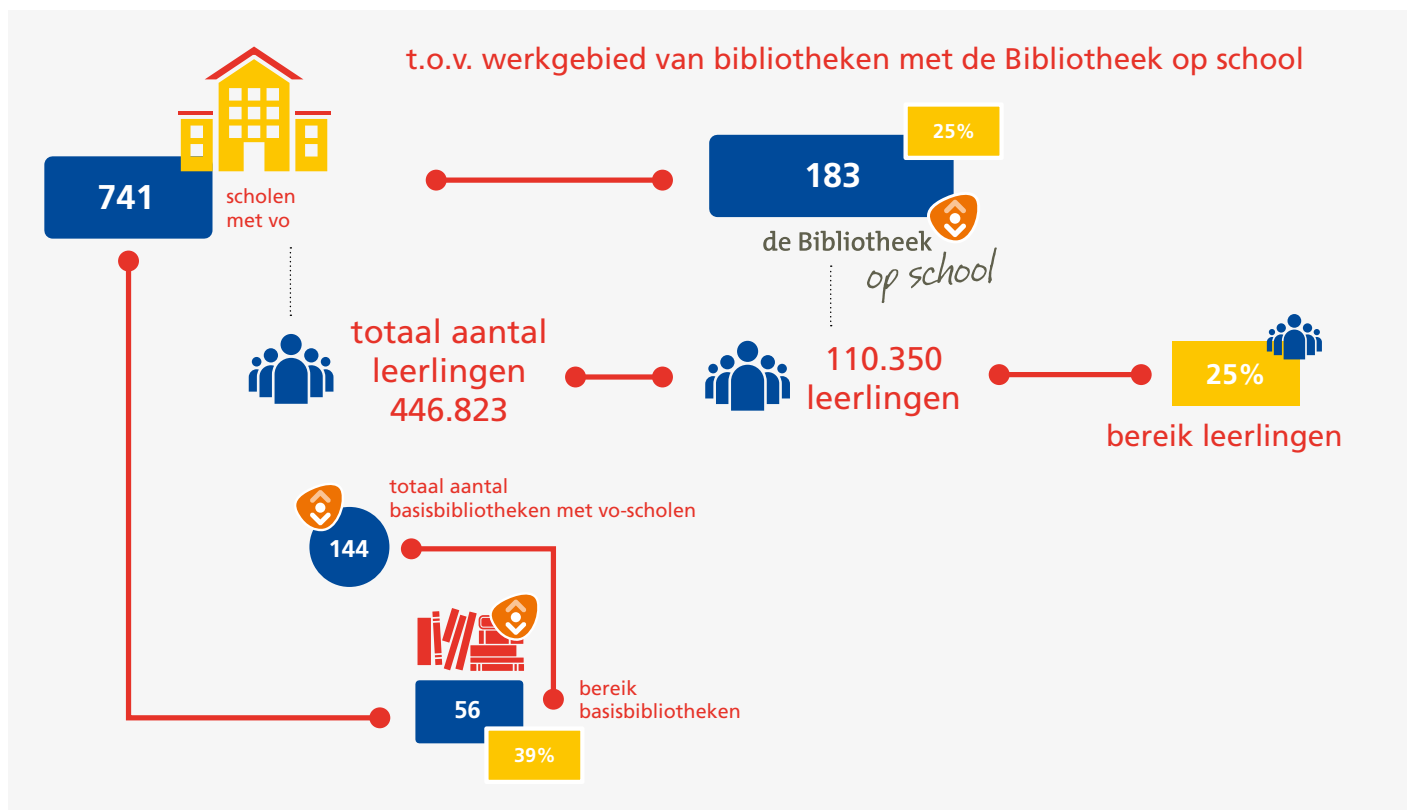 t.o.v. werkgebied van bibliotheken met de Bibliotheek op school
741
scholen
met vo
25%
183
de Bibliotheek
op school
totaal aantal
leerlingen
446.823
110.350
leerlingen
25%
bereik leerlingen
totaal aantal
basisbibliotheken met vo-scholen
144
56
39%
bereik
basisbibliotheken